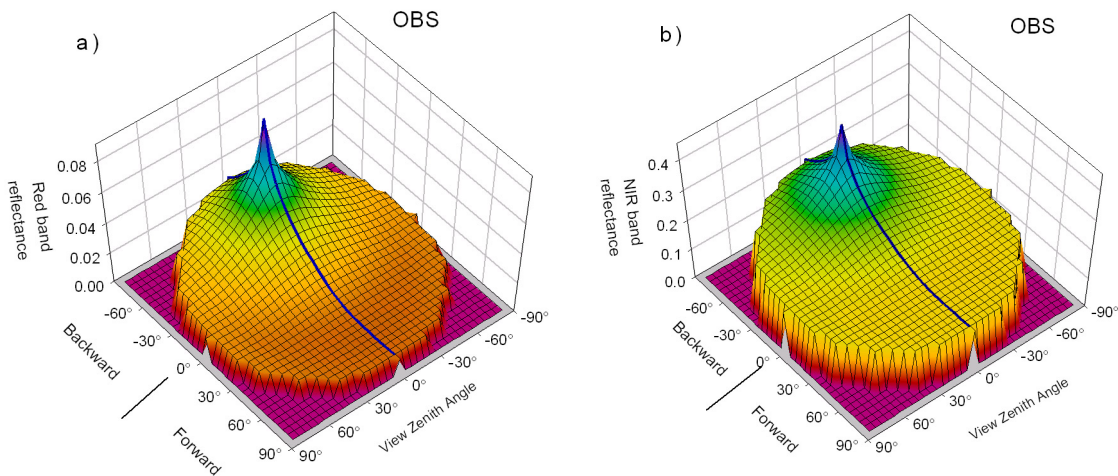 a)
OBS
Red band
reflectance
0.08
0.06
0.04
0.02
0.00
-60°
-30°
0°
30°
60°
90°
Backward
Forward
90°
60°
30°
0°
-30°
-60°
-90°
View Zenith Angle
b)
OBS
NIR band
reflectance
0.4
0.3
0.2
0.1
0.0
-60°
-30°
0°
30°
60°
90°
Backward
Forward
90°
60°
30°
0°
-30°
-60°
-90°
View Zenith Angle